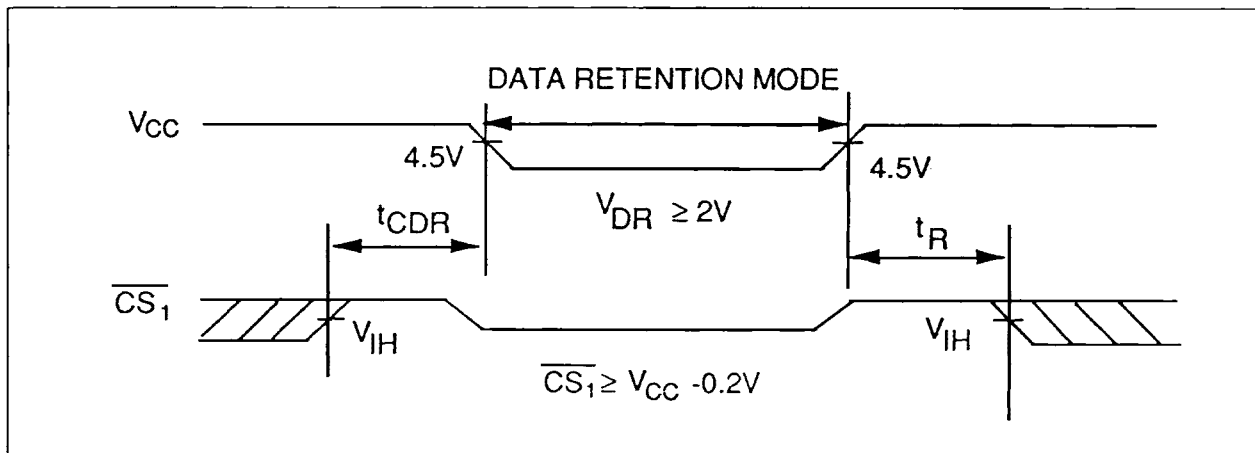 DATA RETENTION MODE
VCC
4.5V
4.5V
VDR ≥ 2V
tCDR
tR
CS1
VIH
VIH
CS1 ≥ VCC -0.2V